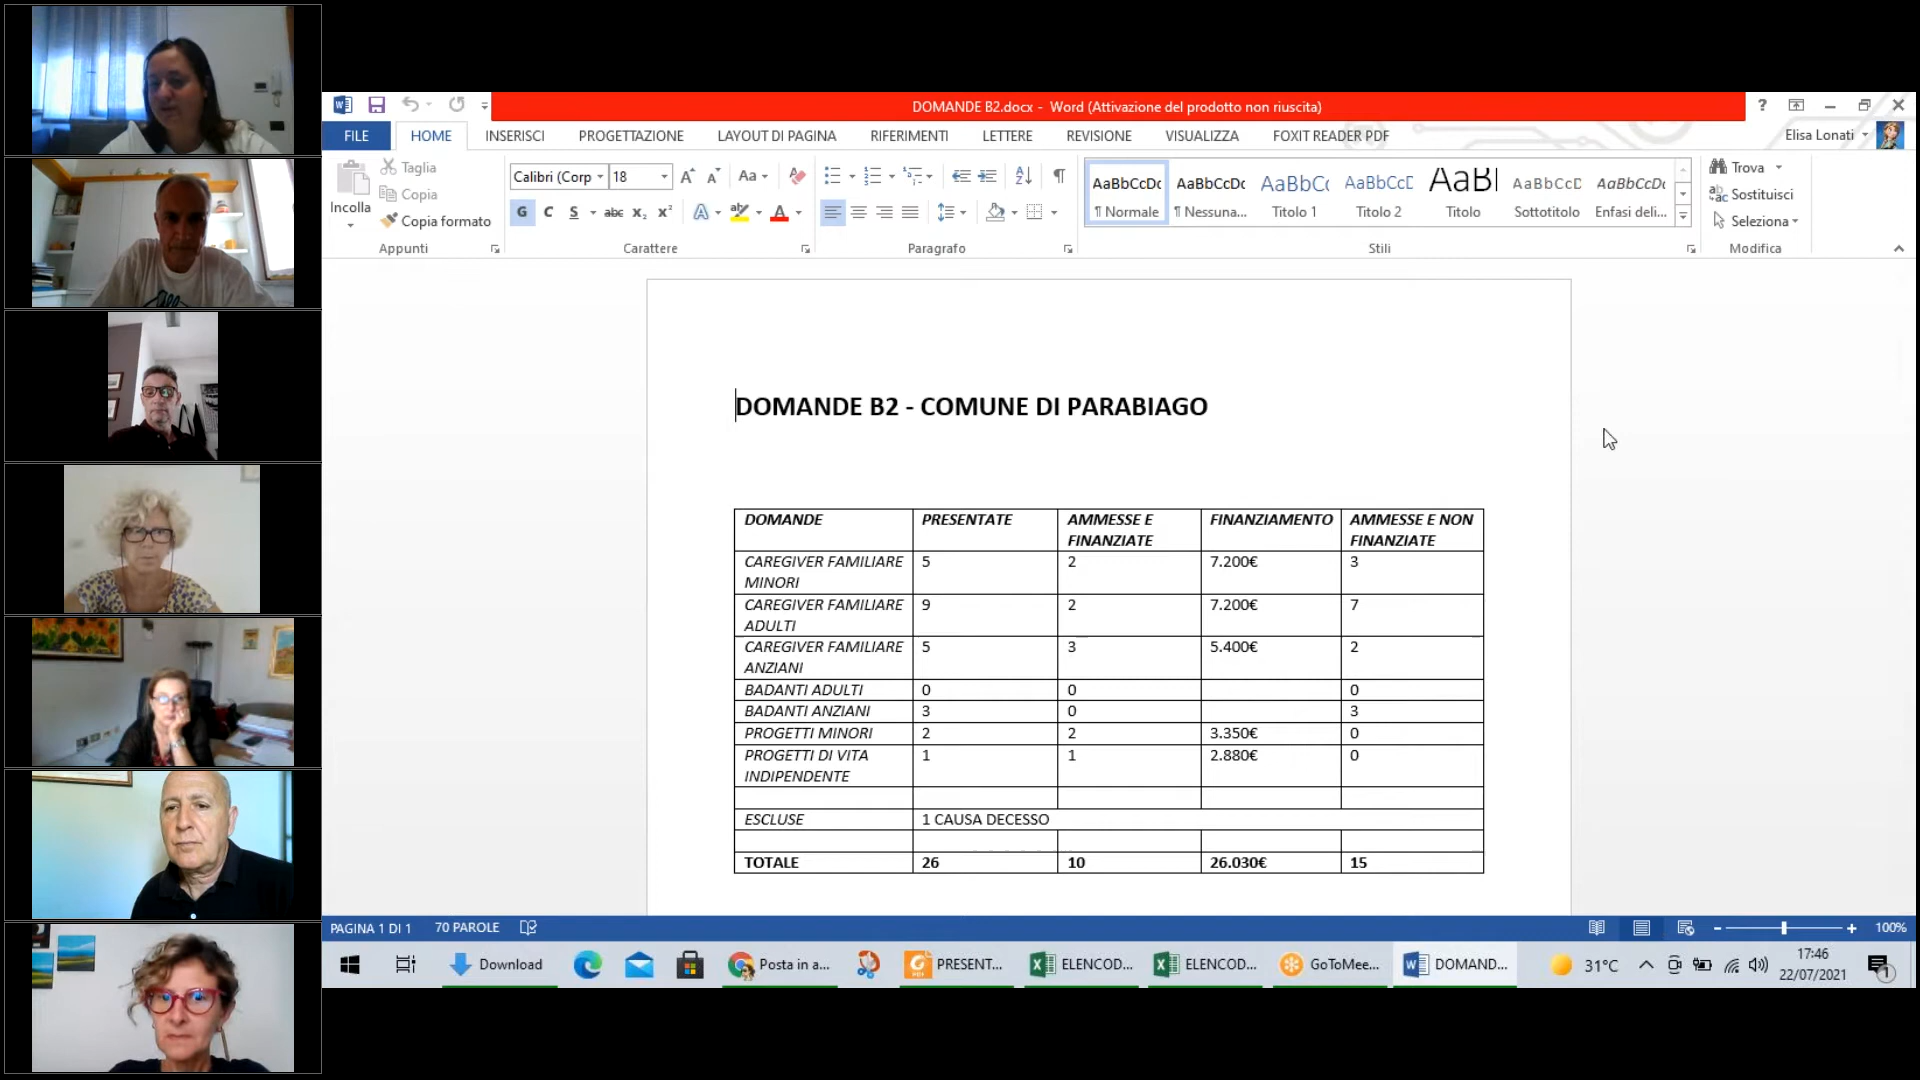 DOMANDE B2.docx - Word (Attivazione del prodotto non riuscita)
?
FILE HOME INSERISCI PROGETTAZIONE LAYOUT DI PAGINA RIFERIMENTI LETTERE REVISIONE VISUALIZZA FOXIT READER PDF
Elisa Lonati
Incolla
Taglia
Copia
Copia formato
Appunti
Calibri (Corp 18
Aa
G C S abc x₂ x²
Carattere
Paragrafo
AaBbCcDc AaBbCcDc AaBbCc AaBbCcD AaBl AaBbCcD AaBbCcDc
¶ Normale ¶ Nessuna... Titolo 1 Titolo 2 Titolo Sottotitolo Enfasi deli...
Stili
Trova
Sostituisci
Seleziona
Modifica
DOMANDE B2 - COMUNE DI PARABIAGO
DOMANDE PRESENTATE AMMESSE E FINANZIATE FINANZIAMENTO AMMESSE E NON FINANZIATE
CAREGIVER FAMILIARE MINORI 5 2 7.200€ 3
CAREGIVER FAMILIARE ADULTI 9 2 7.200€ 7
CAREGIVER FAMILIARE ANZIANI 5 3 5.400€ 2
BADANTI ADULTI 0 0 0
BADANTI ANZIANI 3 0 3
PROGETTI MINORI 2 2 3.350€ 0
PROGETTI DI VITA INDIPENDENTE 1 1 2.880€ 0
ESCLUSE 1 CAUSA DECESSO
TOTALE 26 10 26.030€ 15
PAGINA 1 DI 1 70 PAROLE 100%
Download Posta in a... PRESENT... ELENCOD... ELENCOD... GoToMee... DOMAND... 31°C
17:46
22/07/2021
1